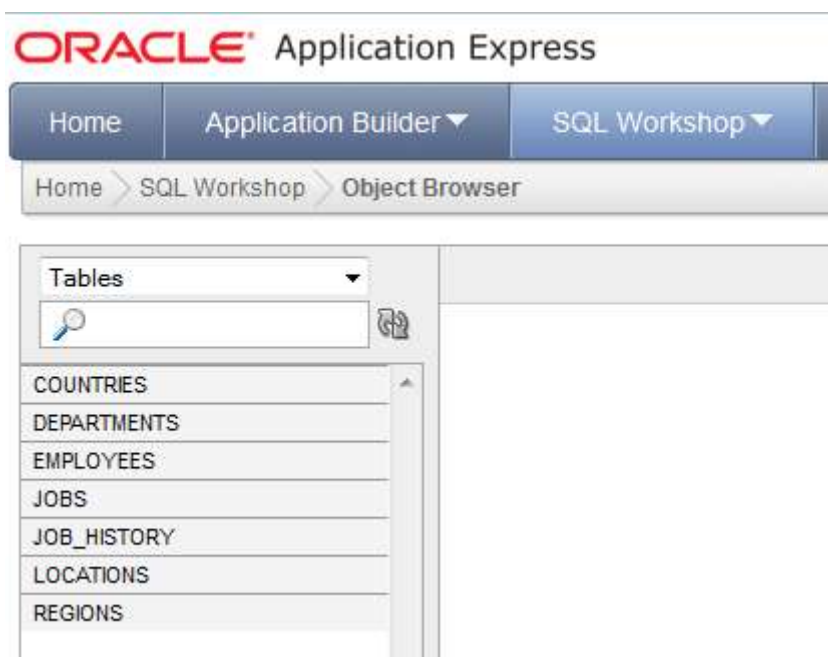 ORACLE Application Express
Home Application Builder SQL Workshop
Home SQL Workshop Object Browser
Tables
COUNTRIES
DEPARTMENTS
EMPLOYEES
JOBS
JOB_HISTORY
LOCATIONS
REGIONS